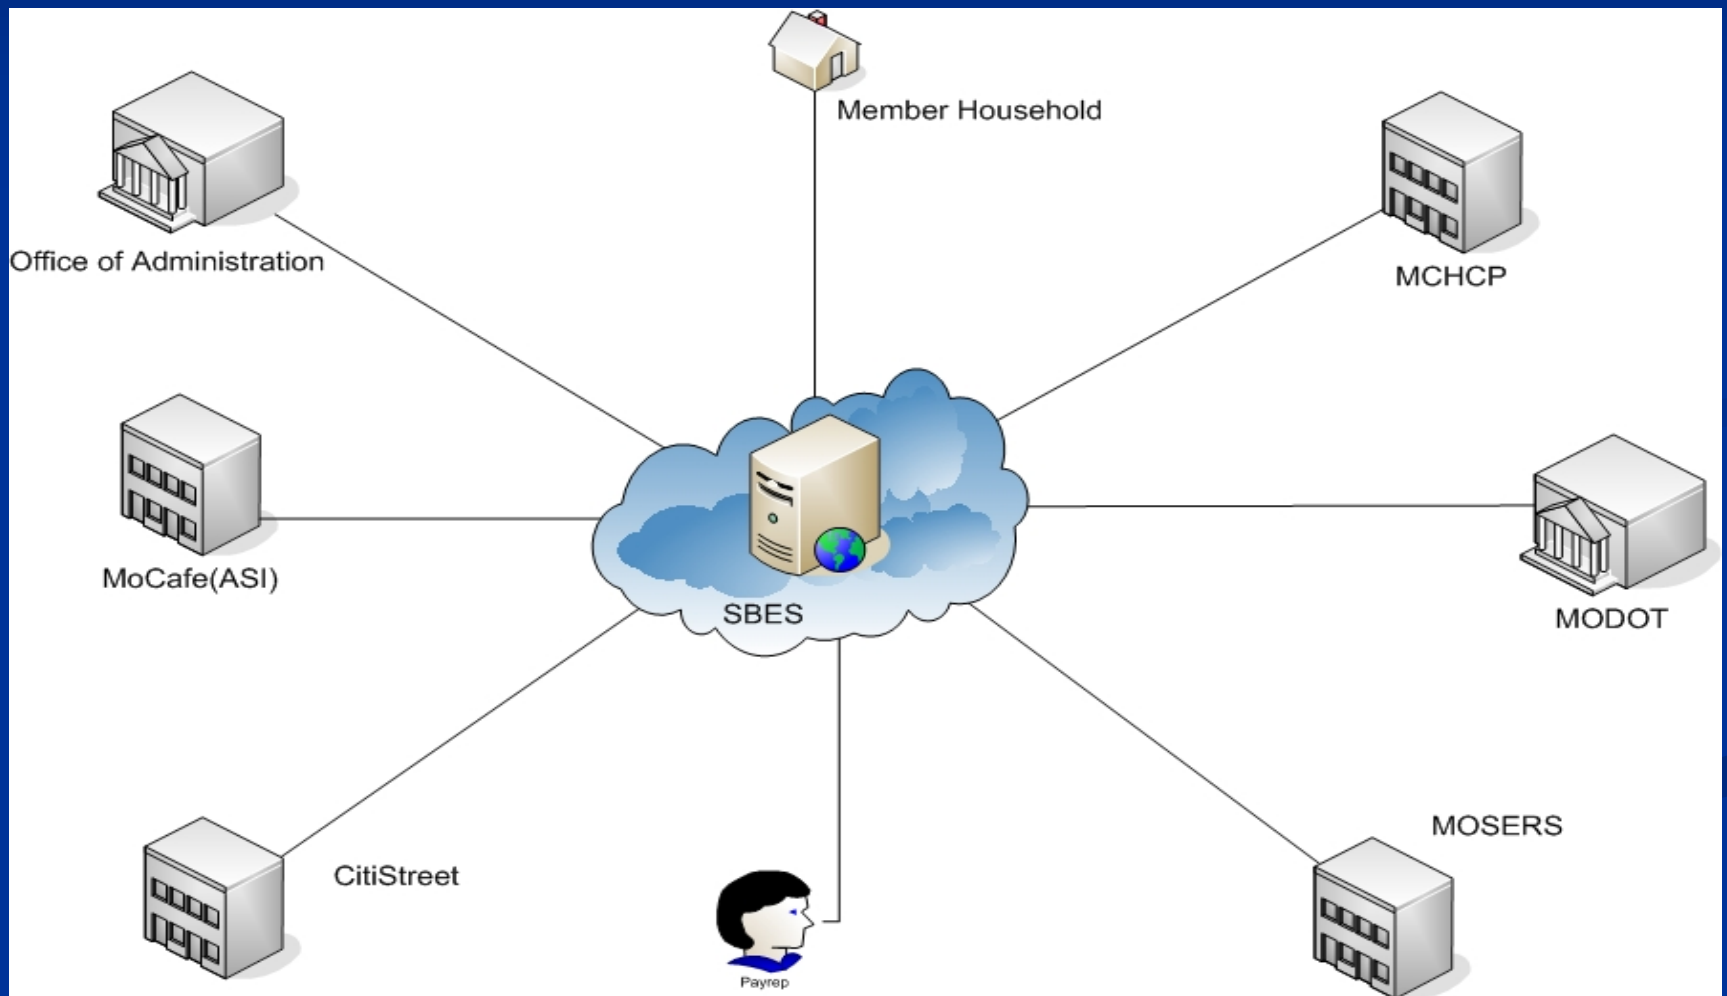 Member Household
Office of Administration
MCHCP
MoCafe(ASI)
SBES
MODOT
CitiStreet
MOSERS
Payrep